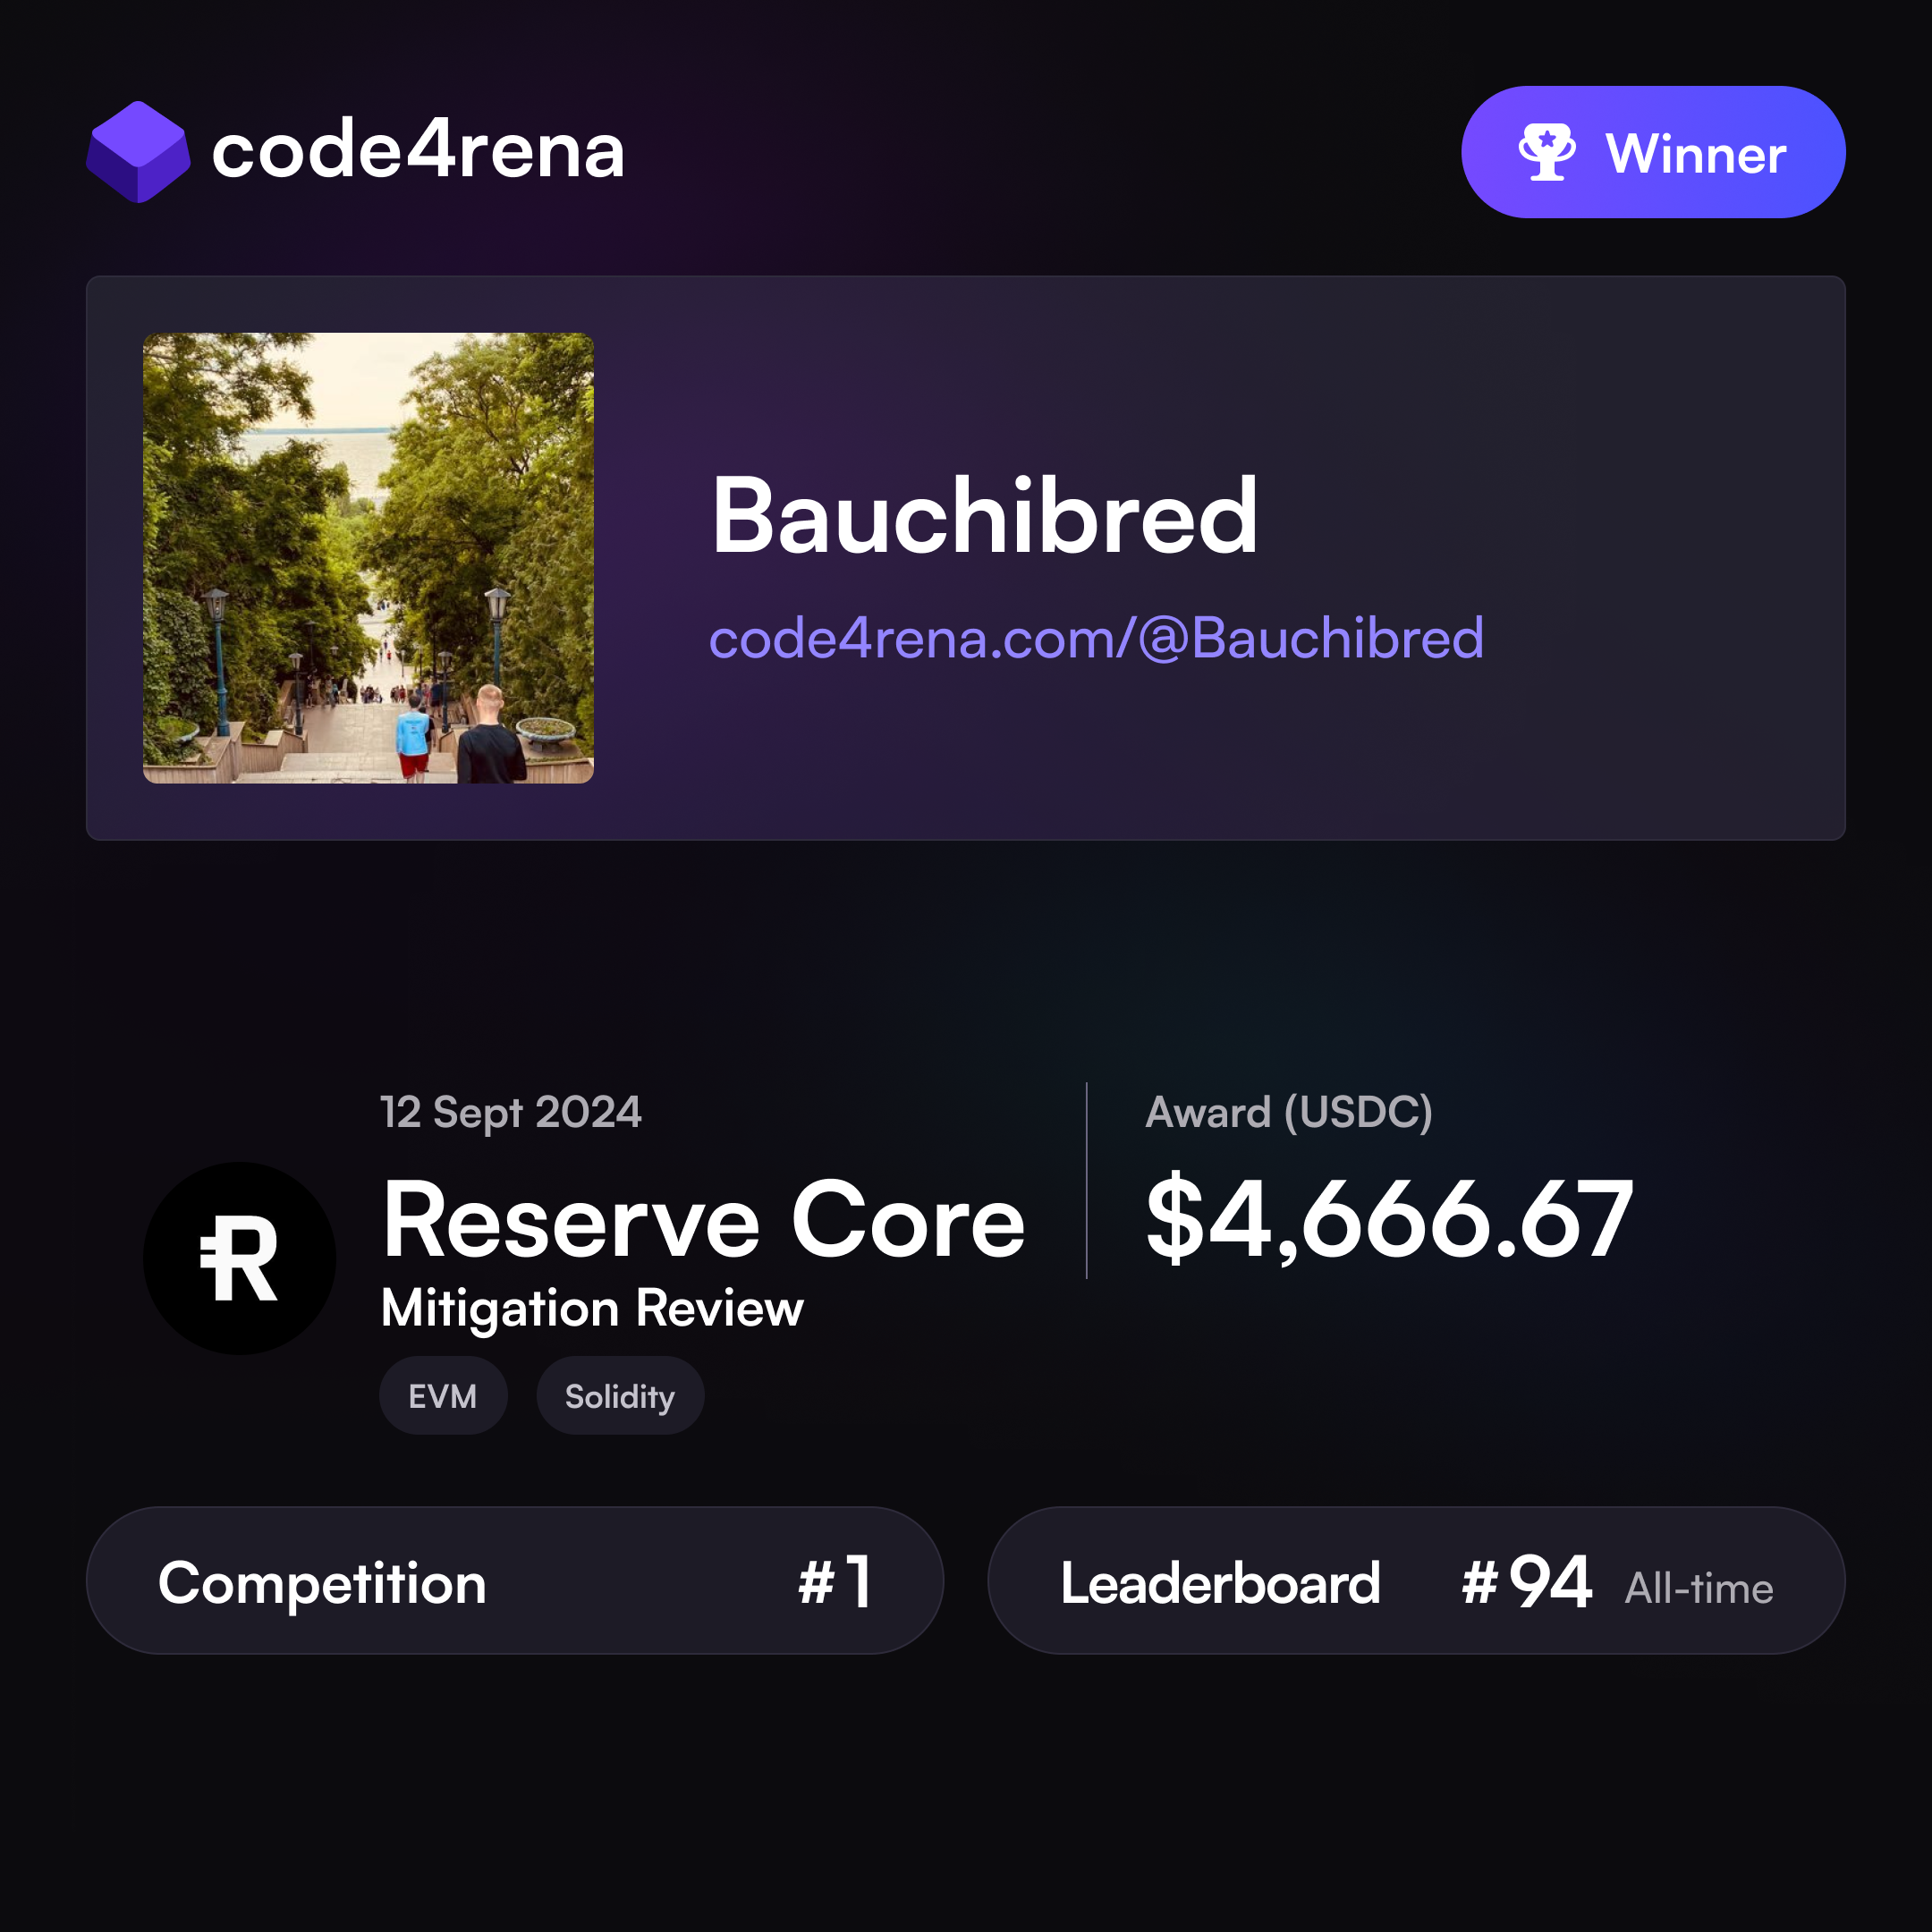 code4rena
Winner
Bauchibred
code4rena.com/@Bauchibred
12 Sept 2024
Reserve Core
Mitigation Review
EVM Solidity
Award (USDC)
$4,666.67
Competition #1
Leaderboard #94 All-time